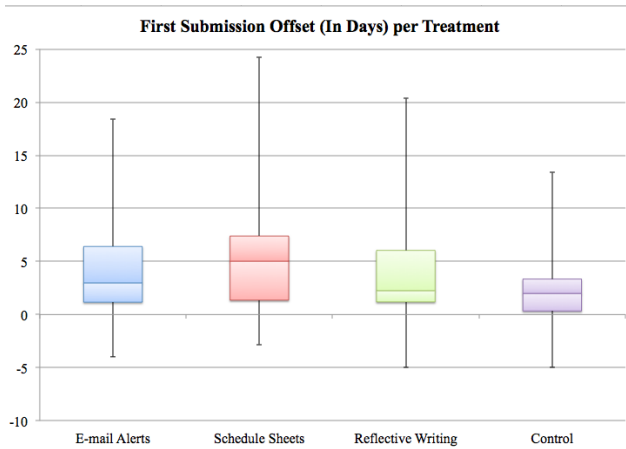 First Submission Offset (In Days) per Treatment
25
20
15
10
5
0
-5
-10
E-mail Alerts
Schedule Sheets
Reflective Writing
Control